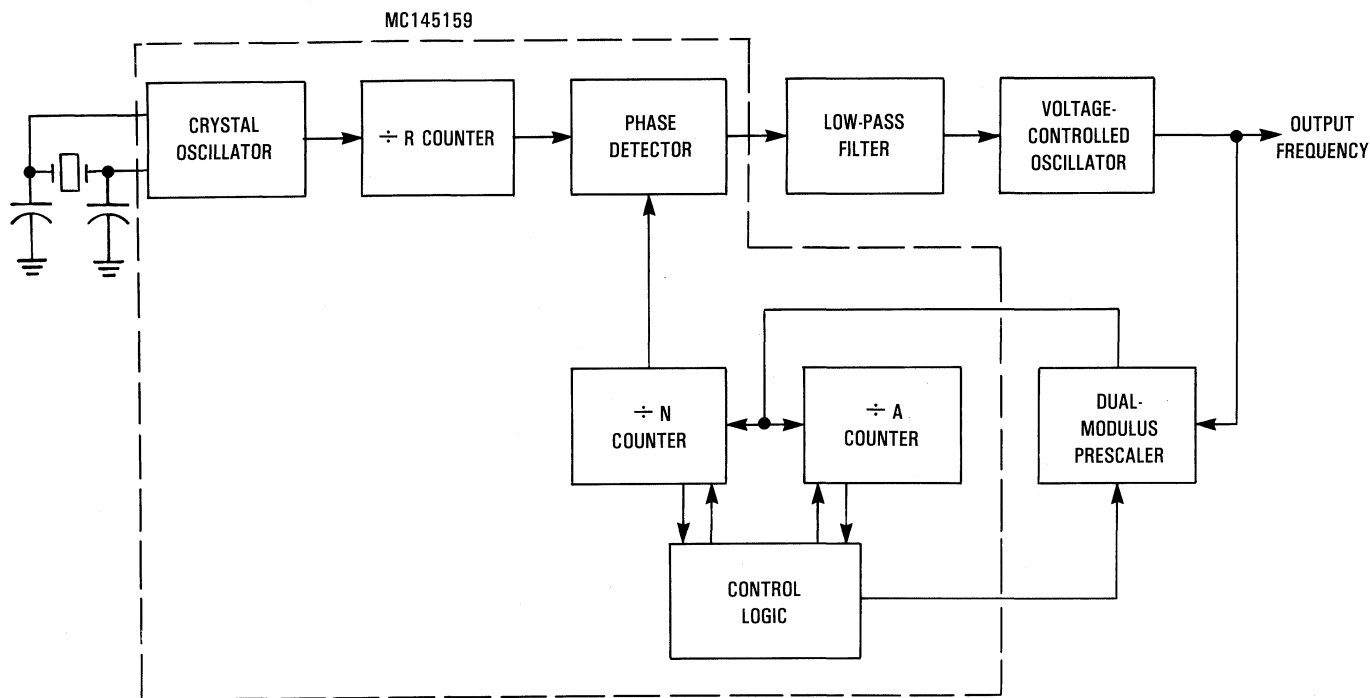 MC145159
CRYSTAL
OSCILLATOR
÷ R COUNTER
PHASE
DETECTOR
LOW-PASS
FILTER
VOLTAGE-
CONTROLLED
OSCILLATOR
OUTPUT
FREQUENCY
÷ N
COUNTER
÷ A
COUNTER
DUAL-
MODULUS
PRESCALER
CONTROL
LOGIC